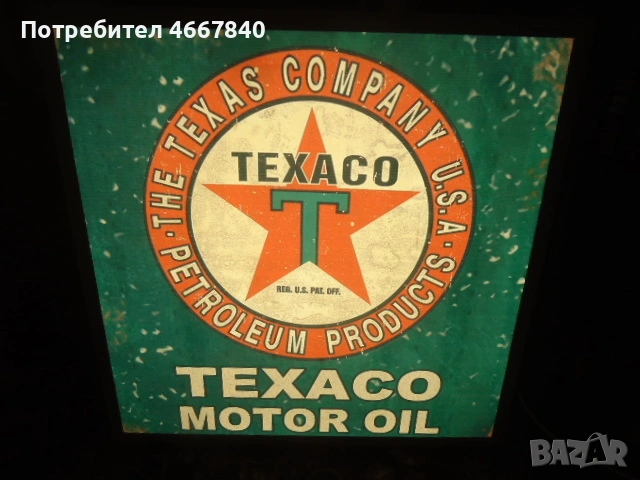 Потребител 4667840
THE TEXAS COMPANY U.S.A.
TEXACO
T
REG. U.S. PAT. OFF.
PETROLEUM PRODUCTS
TEXACO
MOTOR OIL
BAZAR